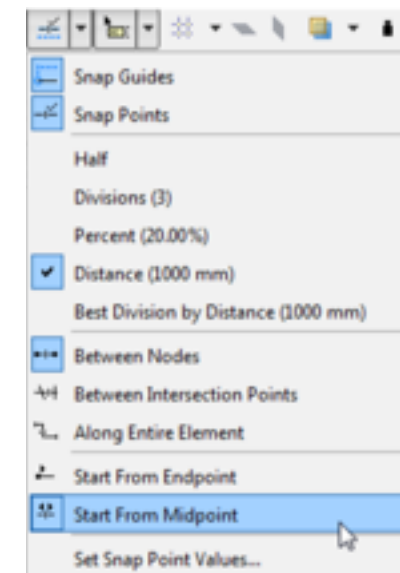 Snap Guides
Snap Points
Half
Divisions (3)
Percent (20.00%)
Distance (1000 mm)
Best Division by Distance (1000 mm)
Between Nodes
Between Intersection Points
Along Entire Element
Start From Endpoint
Start From Midpoint
Set Snap Point Values...